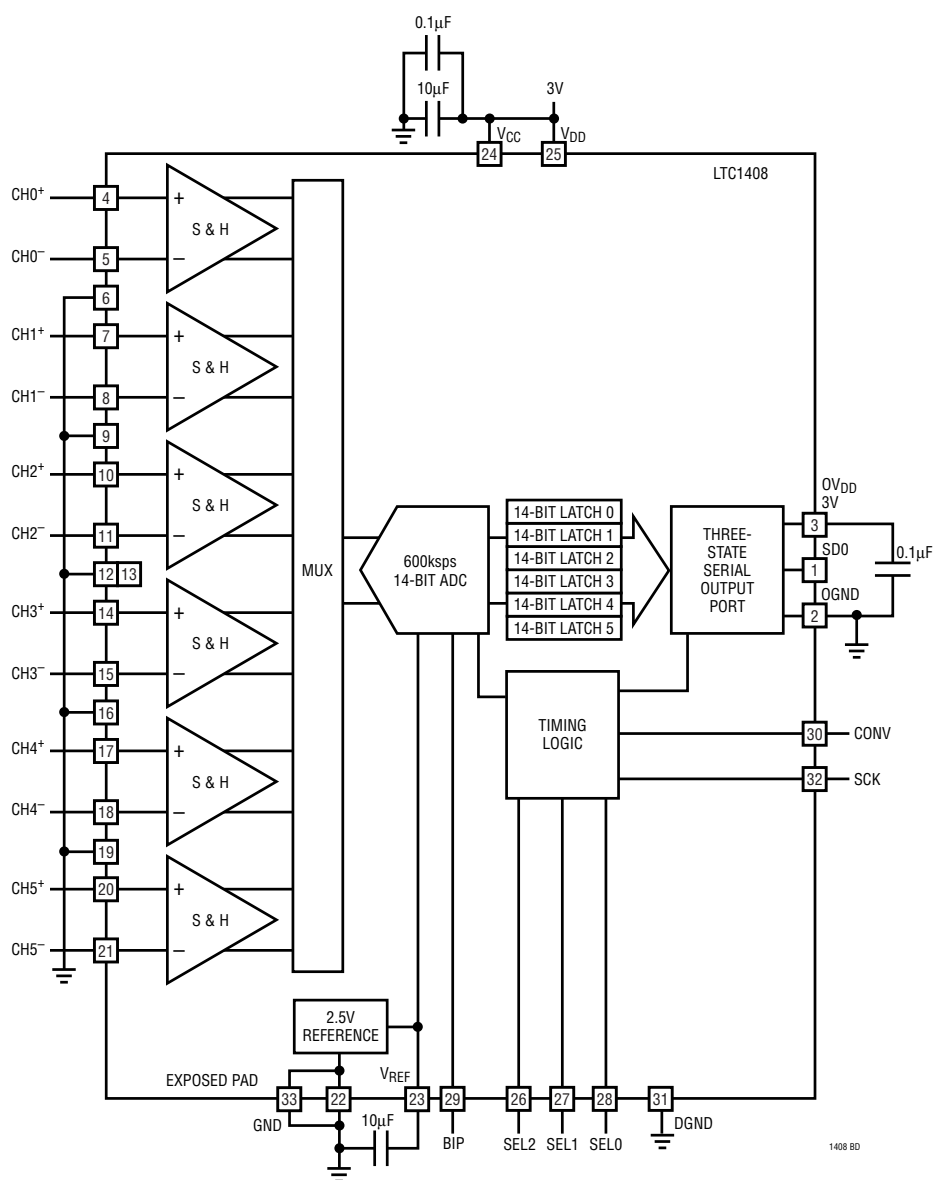 0.1µF
10µF
3V
VCC
VDD
24
25
LTC1408
CH0+
4
+
S & H
CH0–
5
–
6
CH1+
7
+
S & H
CH1–
8
–
9
CH2+
10
+
S & H
CH2–
11
–
12
13
CH3+
14
+
S & H
CH3–
15
–
16
CH4+
17
+
S & H
CH4–
18
–
19
CH5+
20
+
S & H
CH5–
21
–
MUX
600ksps
14-BIT ADC
14-BIT LATCH 0
14-BIT LATCH 1
14-BIT LATCH 2
14-BIT LATCH 3
14-BIT LATCH 4
14-BIT LATCH 5
THREE-
STATE
SERIAL
OUTPUT
PORT
OVDD
3V
3
SD0
1
0.1µF
OGND
2
TIMING
LOGIC
30
CONV
32
SCK
2.5V
REFERENCE
EXPOSED PAD
VREF
33
22
23
29
26
27
28
31
GND
10µF
BIP
SEL2
SEL1
SEL0
DGND
1408 BD